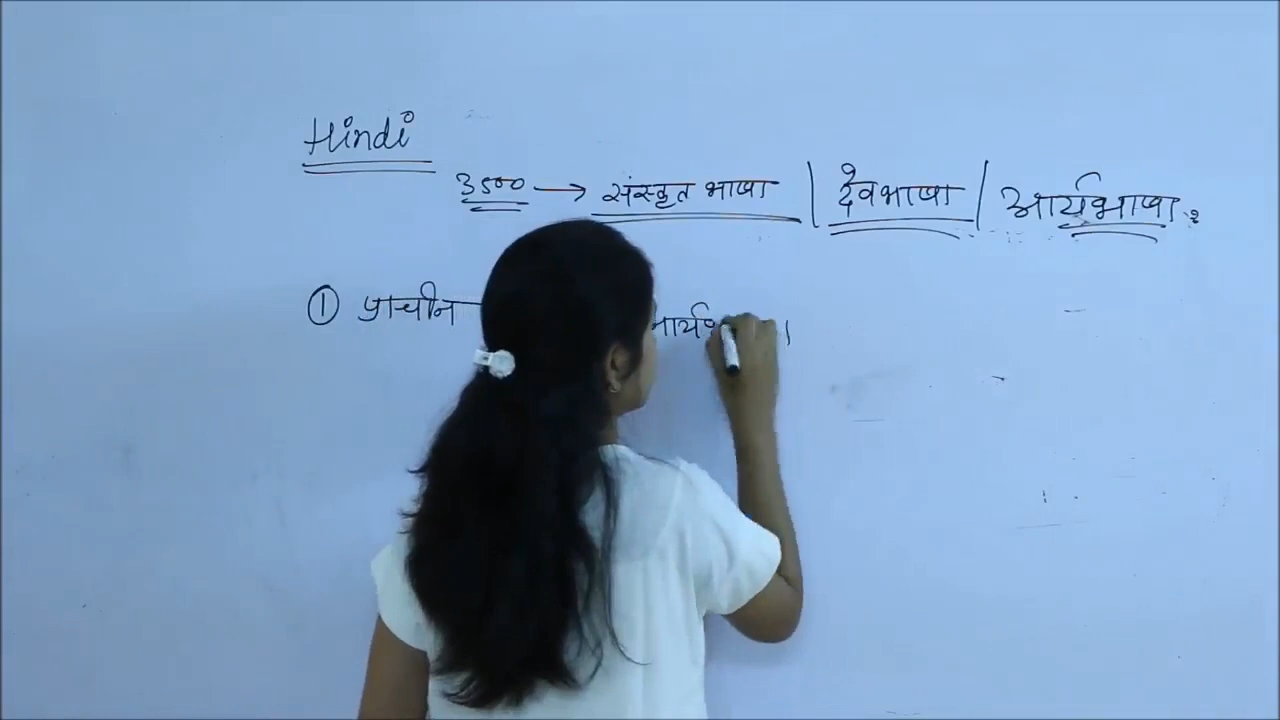 Hindi
3500 → संस्कृत भाषा | देवभाषा | आर्यभाषा
① प्राचीन